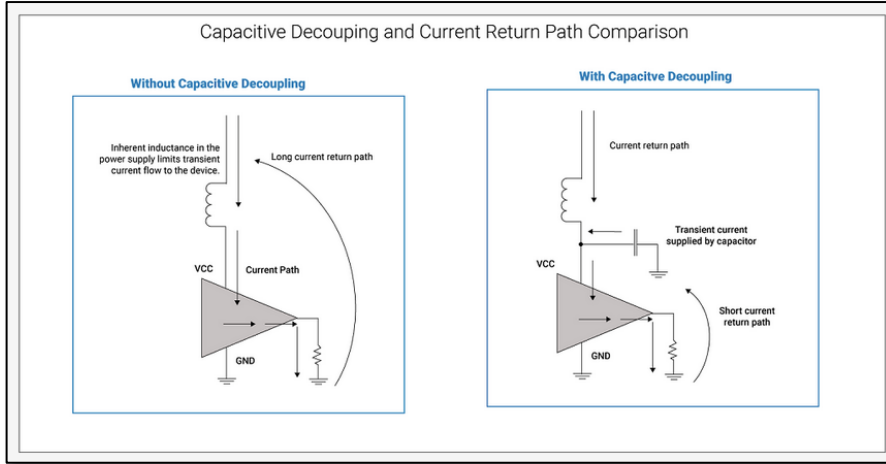 Capacitive Decouping and Current Return Path Comparison
Without Capacitive Decoupling
Inherent inductance in the
power supply limits transient
current flow to the device.
Long current return path
VCC
Current Path
GND
With Capacitve Decoupling
Current return path
Transient current
supplied by capacitor
VCC
Short current
return path
GND